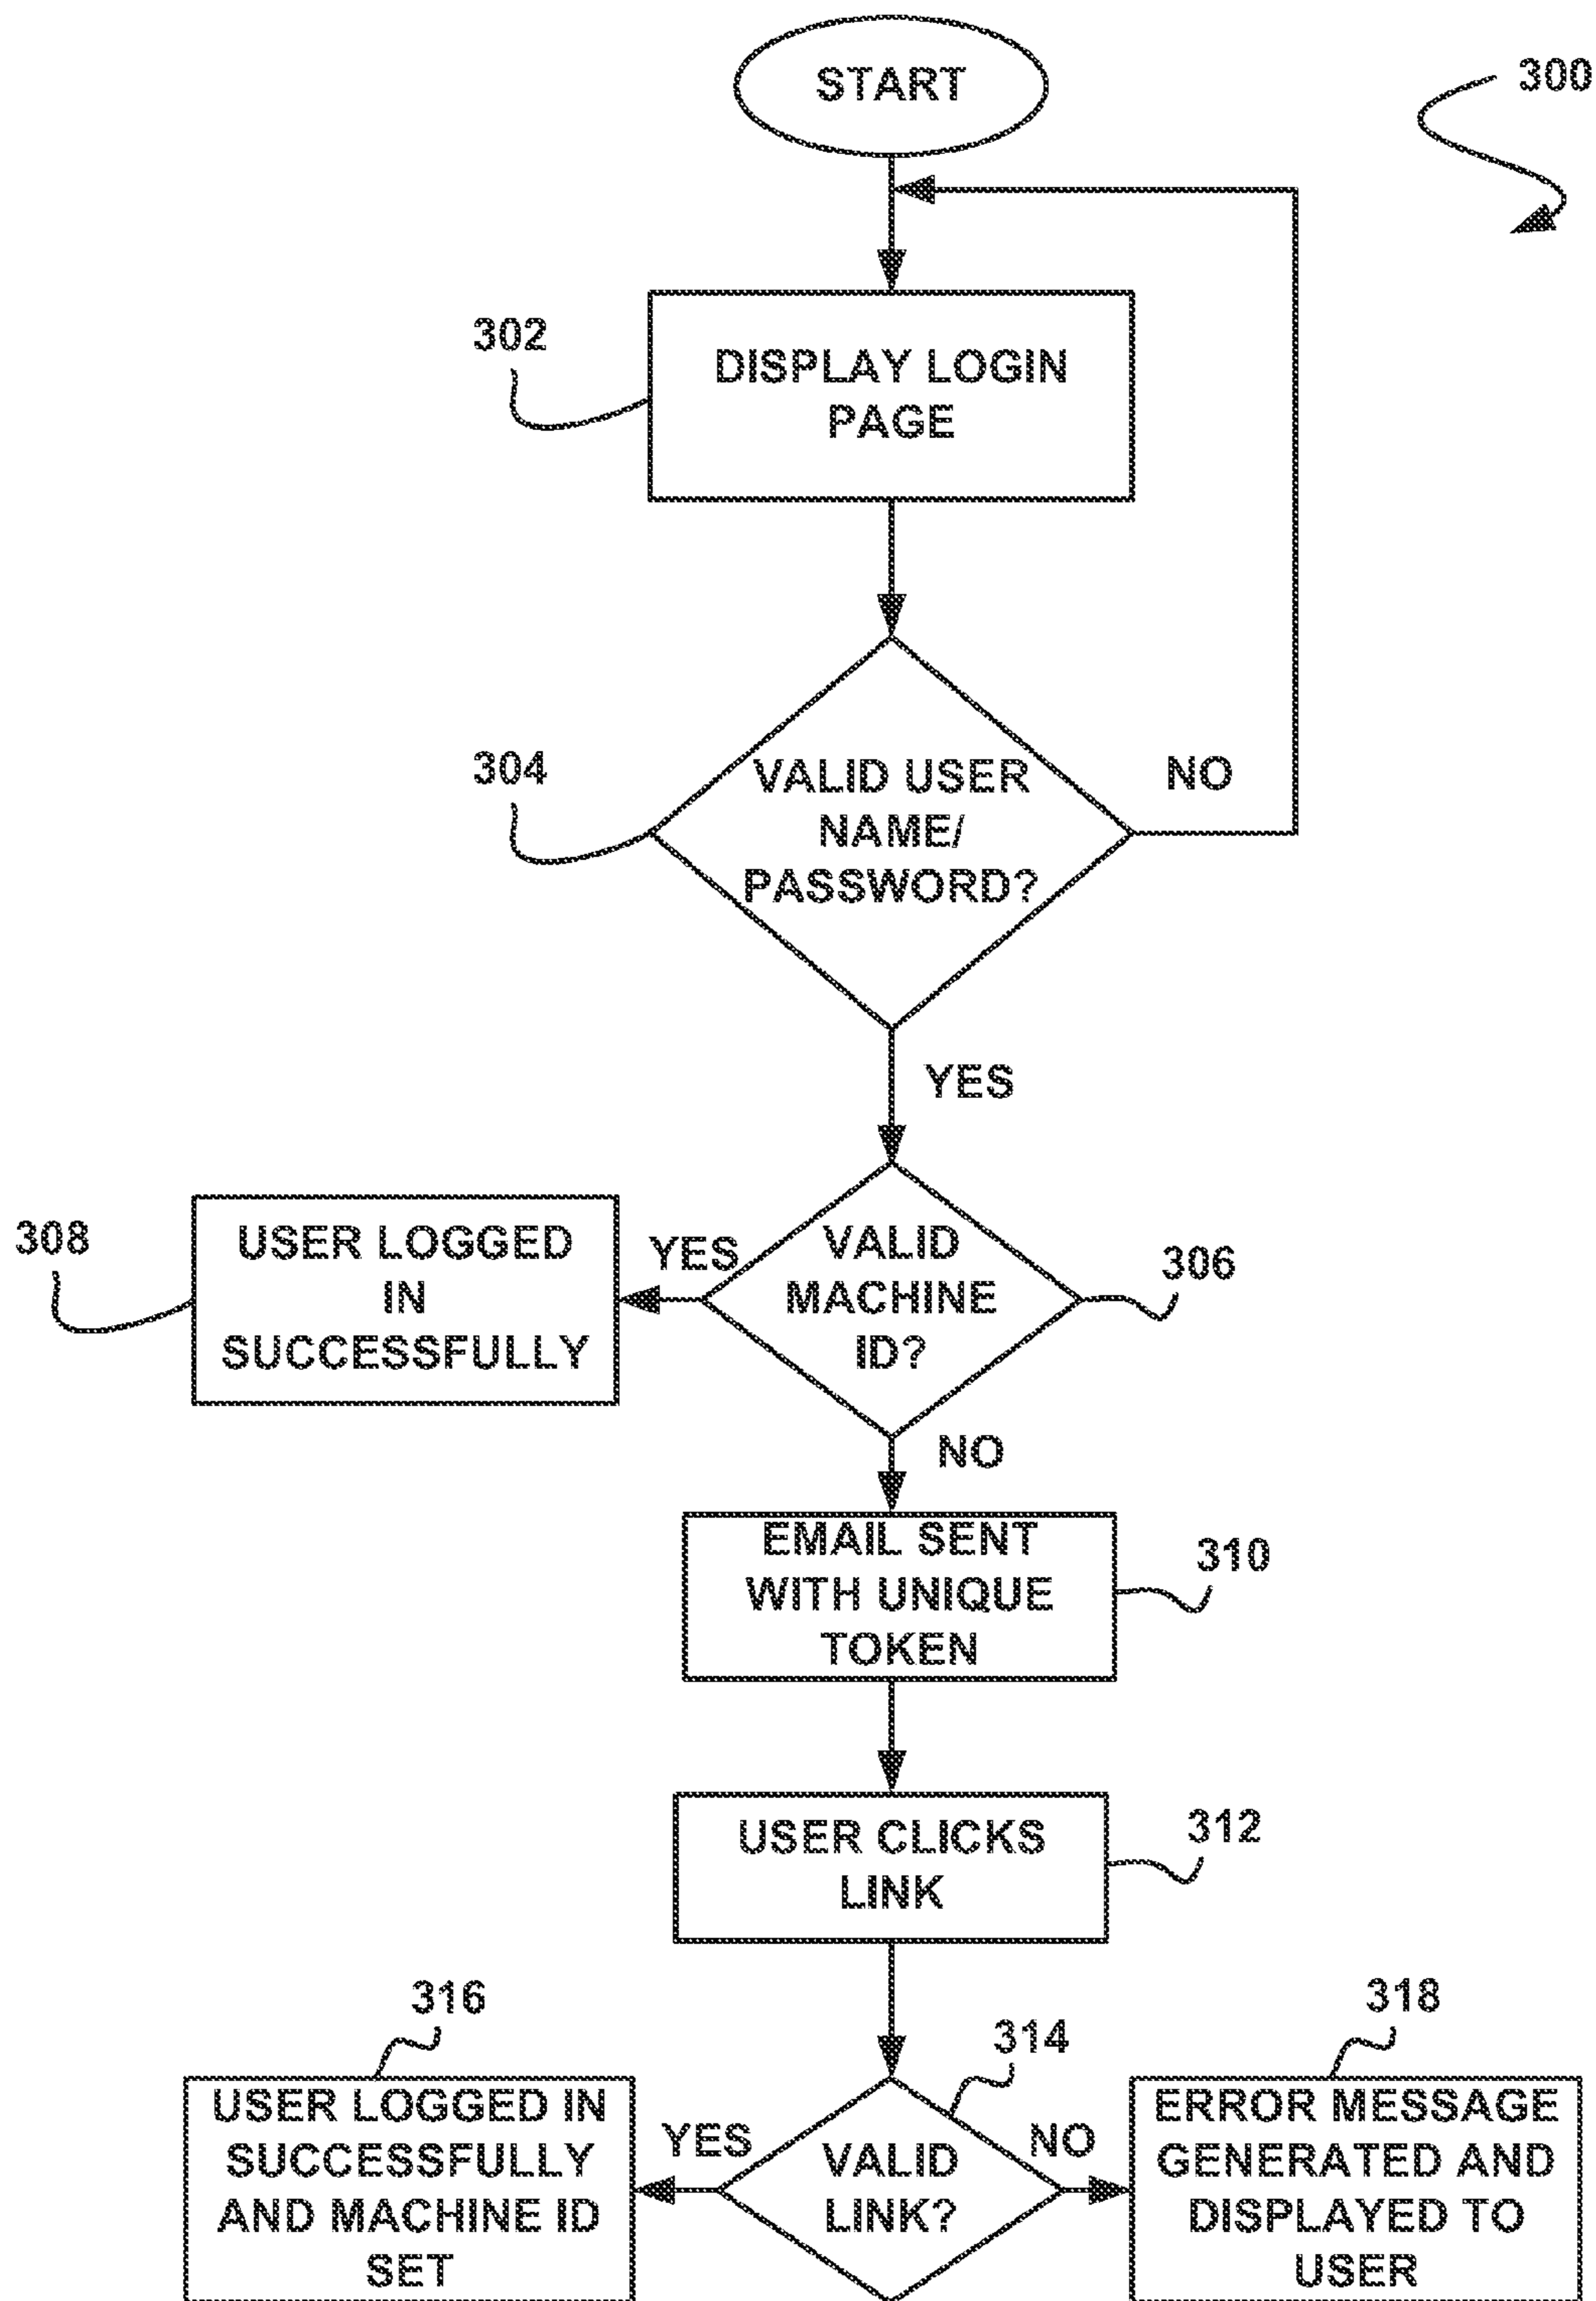 START
300
302
DISPLAY LOGIN
PAGE
304
VALID USER
NAME/
PASSWORD?
NO
YES
308
USER LOGGED
IN
SUCCESSFULLY
YES
VALID
MACHINE
ID?
306
NO
EMAIL SENT
WITH UNIQUE
TOKEN
310
USER CLICKS
LINK
312
316
314
318
USER LOGGED IN
SUCCESSFULLY
AND MACHINE ID
SET
YES
VALID
LINK?
NO
ERROR MESSAGE
GENERATED AND
DISPLAYED TO
USER